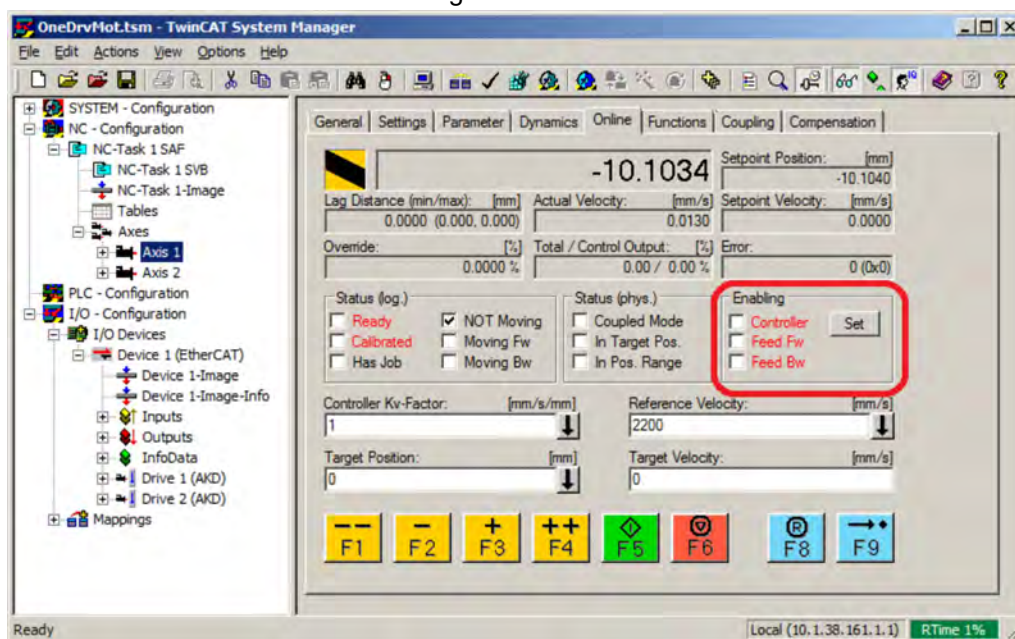 OneDrvMot.tsm - TwinCAT System Manager
File Edit Actions View Options Help
SYSTEM - Configuration
NC - Configuration
NC-Task 1 SAF
NC-Task 1 SVB
NC-Task 1-Image
Tables
Axes
Axis 1
Axis 2
PLC - Configuration
I/O - Configuration
I/O Devices
Device 1 (EtherCAT)
Device 1-Image
Device 1-Image-Info
Inputs
Outputs
InfoData
Drive 1 (AKD)
Drive 2 (AKD)
Mappings
General Settings Parameter Dynamics Online Functions Coupling Compensation
-10.1034
Setpoint Position: [mm]
-10.1040
Lag Distance (min/max): [mm] Actual Velocity: [mm/s] Setpoint Velocity: [mm/s]
0.0000 (0.000, 0.000) 0.0130 0.0000
Override: [%] Total / Control Output: [%] Error:
0.0000 % 0.00 / 0.00 % 0 (0x0)
Status (log.) Status (phys.) Enabling
Ready NOT Moving Coupled Mode Controller Set
Calibrated Moving Fw In Target Pos. Feed Fw
Has Job Moving Bw In Pos. Range Feed Bw
Controller Kv-Factor: [mm/s/mm] Reference Velocity: [mm/s]
1 2200
Target Position: [mm] Target Velocity: [mm/s]
0 0
-- - + ++ R
F1 F2 F3 F4 F5 F6 F8 F9
Ready Local (10.1.38.161.1.1) RTime 1%